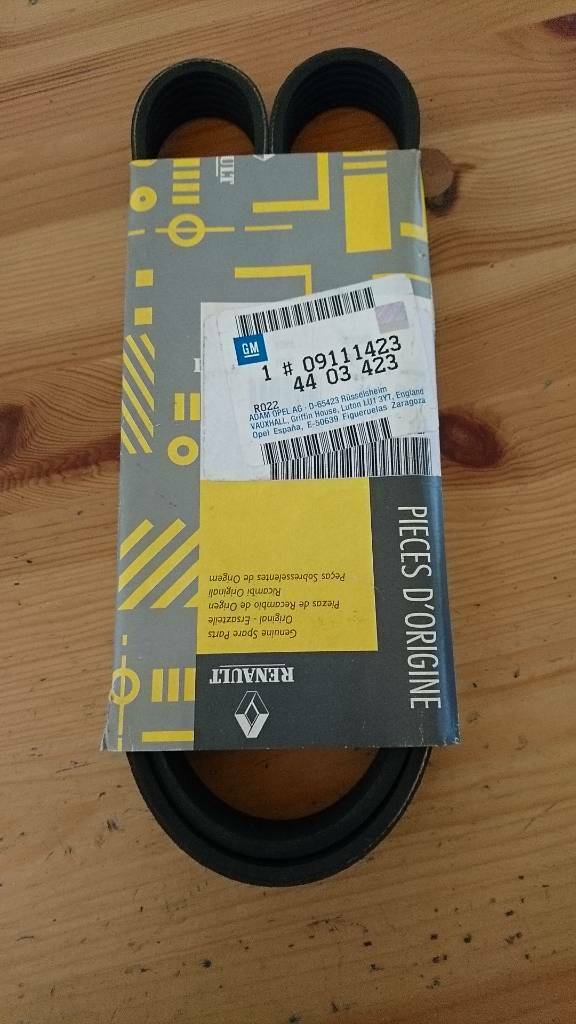 ULT
GM
1 # 09111423
44 03 423
R022
ADAM OPEL AG · D-65423 Rüsselsheim
VAUXHALL, Griffin House, Luton LU1 3YT, England
Opel España, E-50639 Figueruelas Zaragoza
PIECES D'ORIGINE
RENAULT
Genuine Spare Parts
Original - Ersatzteile
Piezas de Recambio de Origen
Ricambi Originali
Peças Sobresselentes de Origem